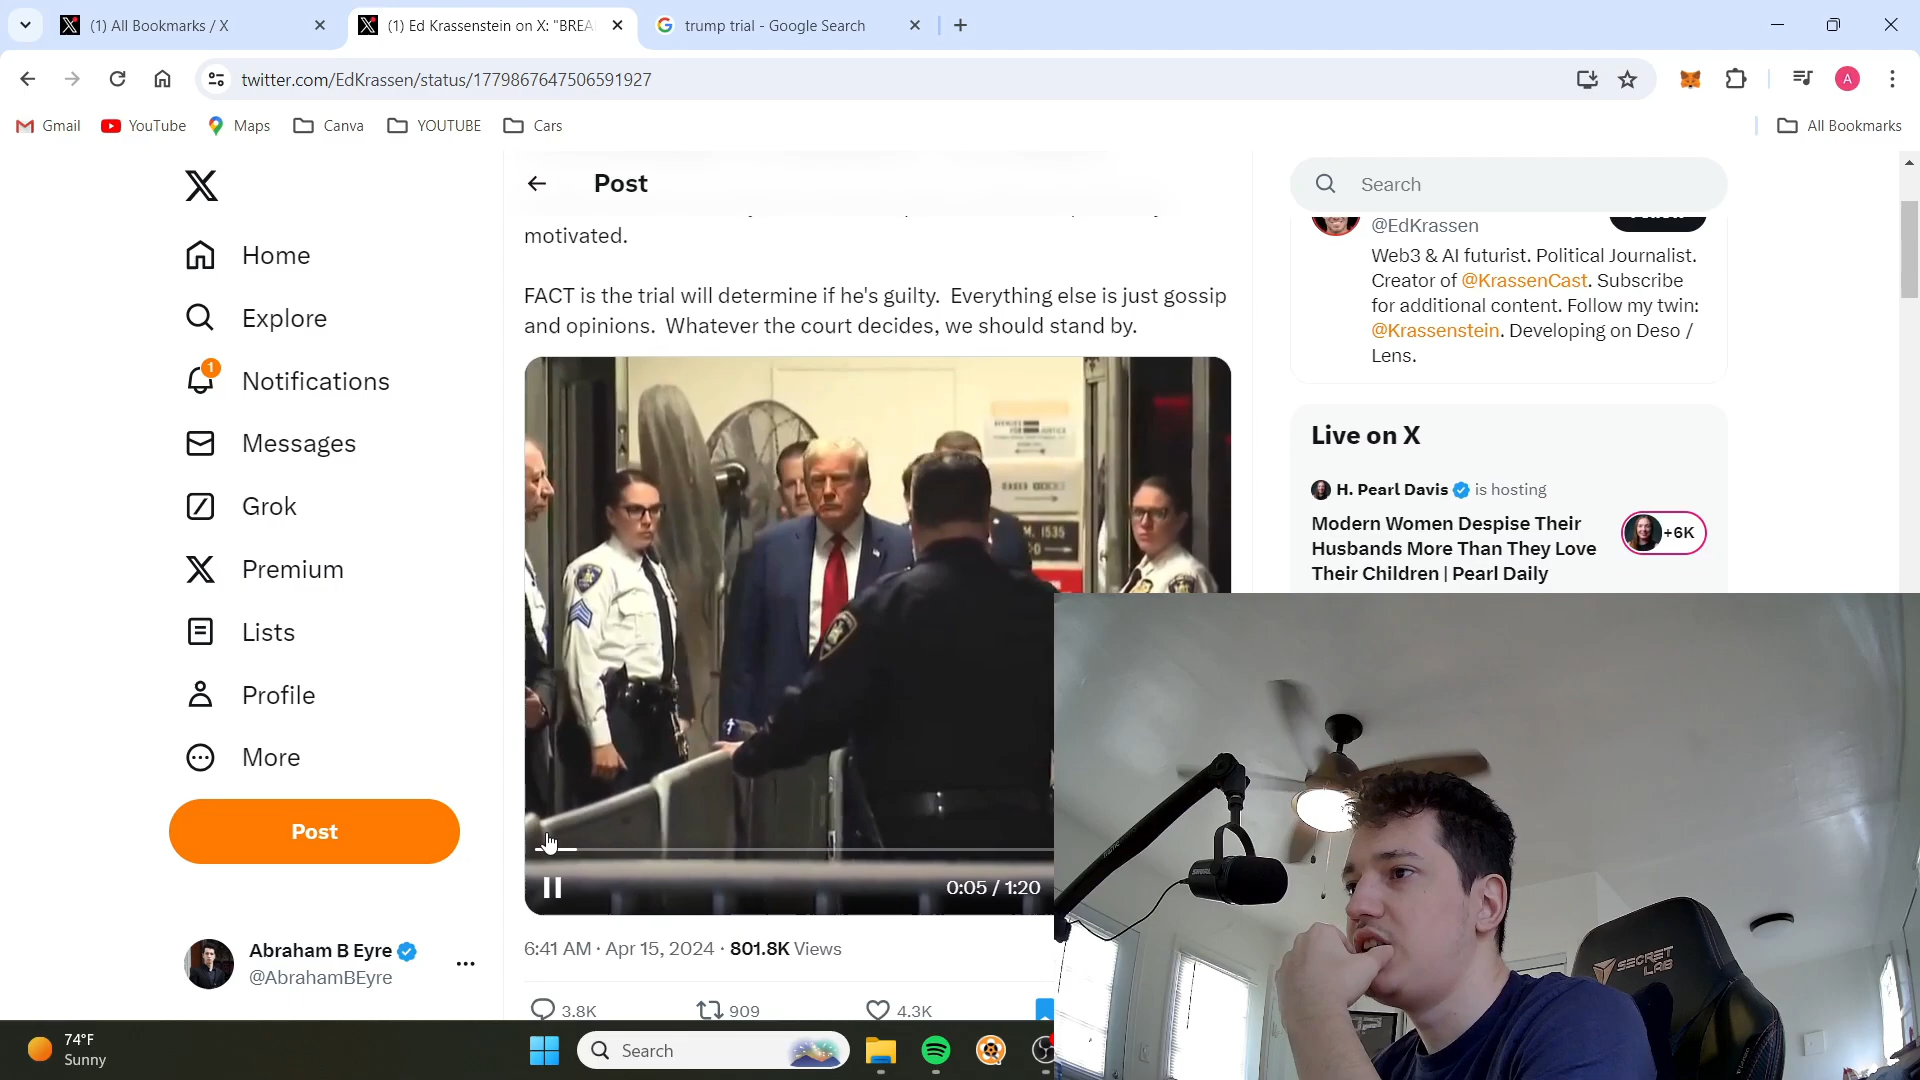 (1) All Bookmarks / X
(1) Ed Krassenstein on X: "BREA
trump trial - Google Search
twitter.com/EdKrassen/status/1779867647506591927
A
Gmail
YouTube
Maps
Canva
YOUTUBE
Cars
All Bookmarks
Home
Explore
1
Notifications
Messages
Grok
Premium
Lists
Profile
More
Post
Abraham B Eyre
@AbrahamBEyre
Post
motivated.
FACT is the trial will determine if he's guilty. Everything else is just gossip
and opinions. Whatever the court decides, we should stand by.
1535
0:05 / 1:20
6:41 AM · Apr 15, 2024 · 801.8K Views
3.8K
909
4.3K
Search
@EdKrassen
Web3 & AI futurist. Political Journalist.
Creator of @KrassenCast. Subscribe
for additional content. Follow my twin:
@Krassenstein. Developing on Deso /
Lens.
Live on X
H. Pearl Davis is hosting
Modern Women Despise Their
Husbands More Than They Love
Their Children | Pearl Daily
+6K
SECRET
LAB
74°F
Sunny
Search